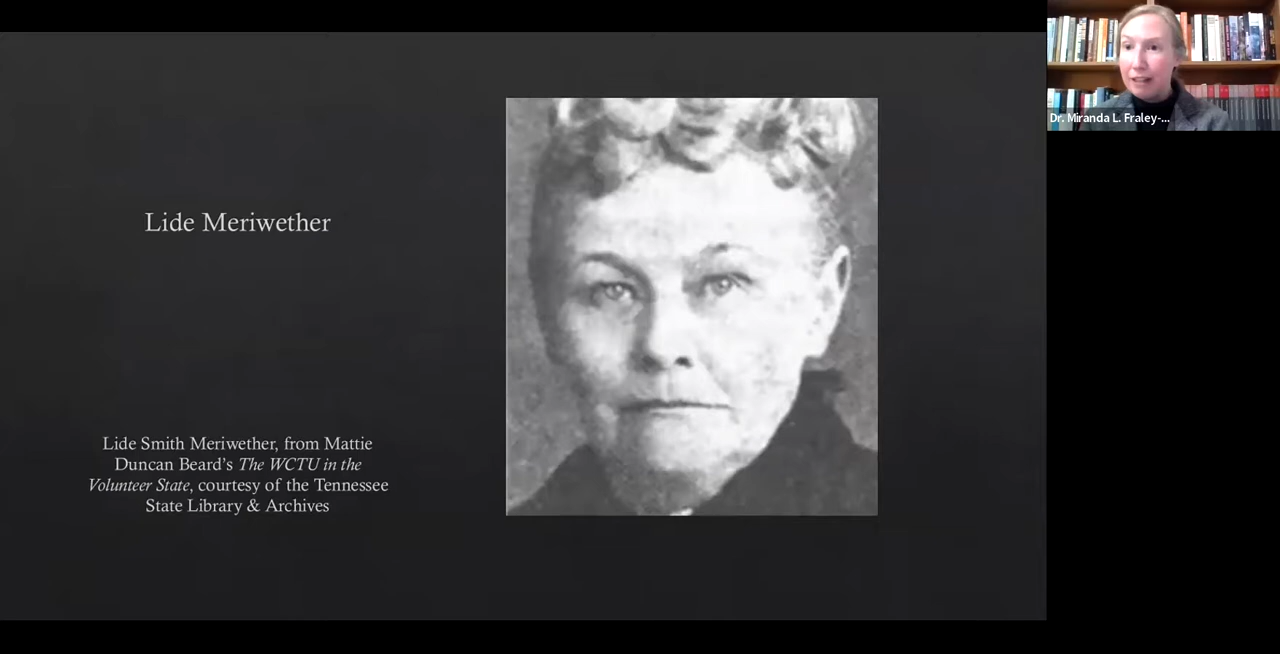 Lide Meriwether
Lide Smith Meriwether, from Mattie
Duncan Beard’s The WCTU in the
Volunteer State, courtesy of the Tennessee
State Library & Archives
Dr. Miranda L. Fraley-...